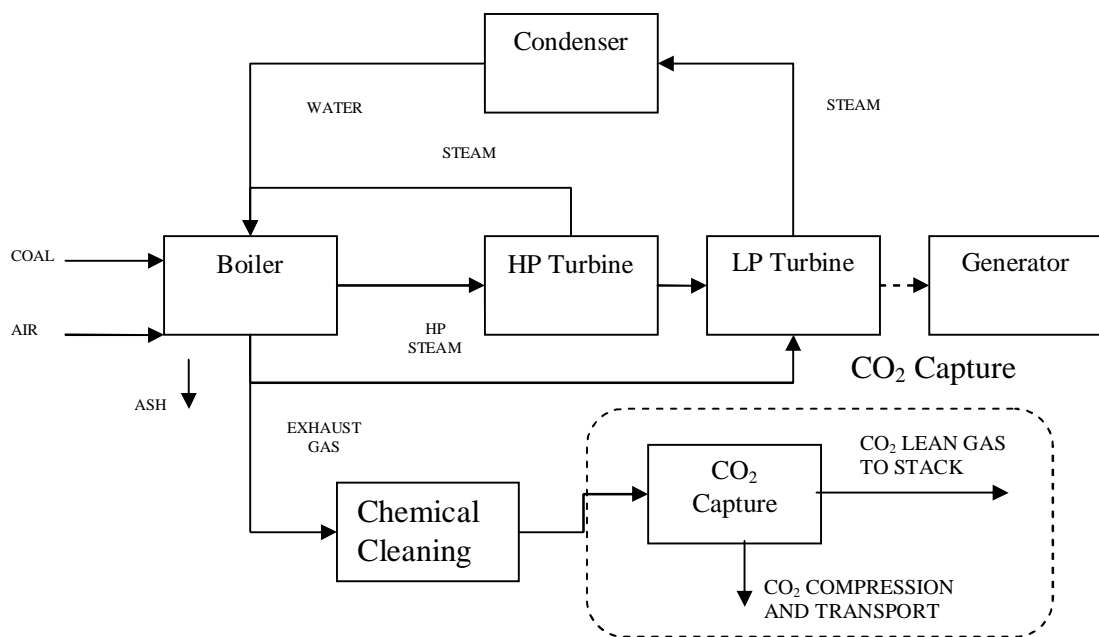 Condenser
WATER
STEAM
STEAM
COAL
Boiler
HP Turbine
LP Turbine
Generator
AIR
HP
STEAM
CO₂ Capture
ASH
EXHAUST
GAS
CO₂ LEAN GAS
TO STACK
CO₂
Capture
Chemical
Cleaning
CO₂ COMPRESSION
AND TRANSPORT